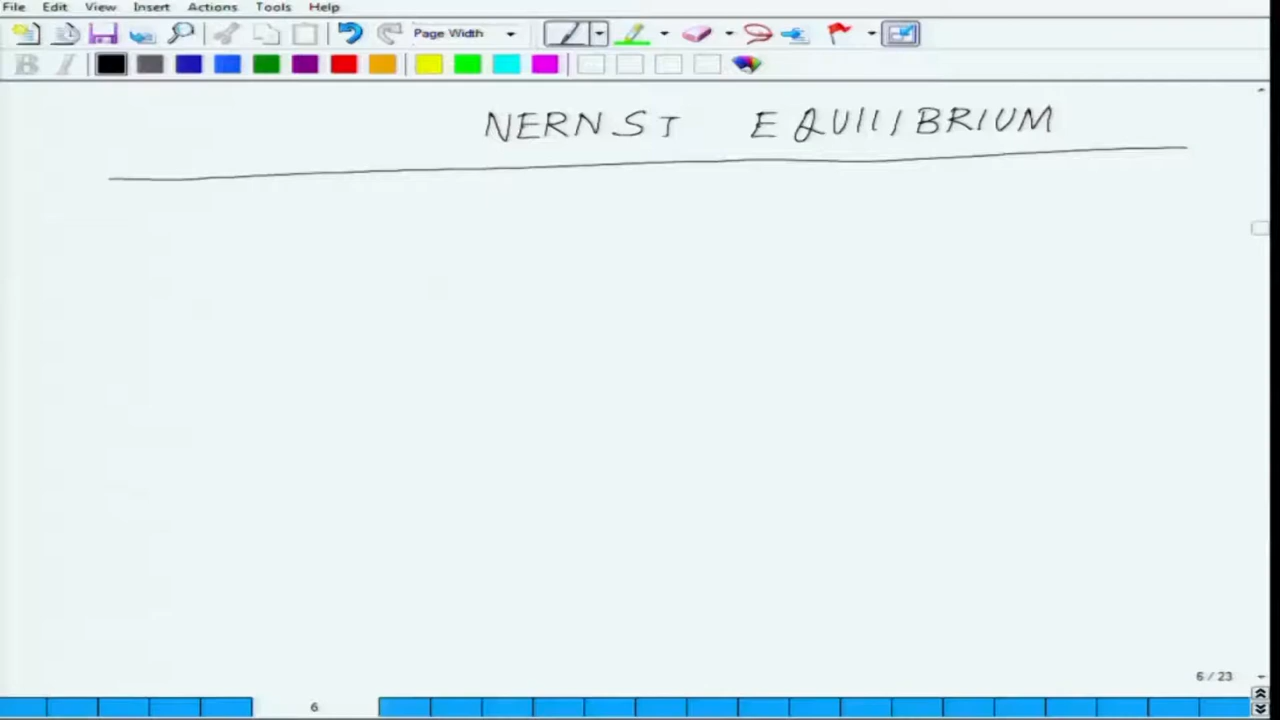 File Edit View Insert Actions Tools Help
Page Width
B I
NERNST EQUILIBRIUM
6 / 23
6